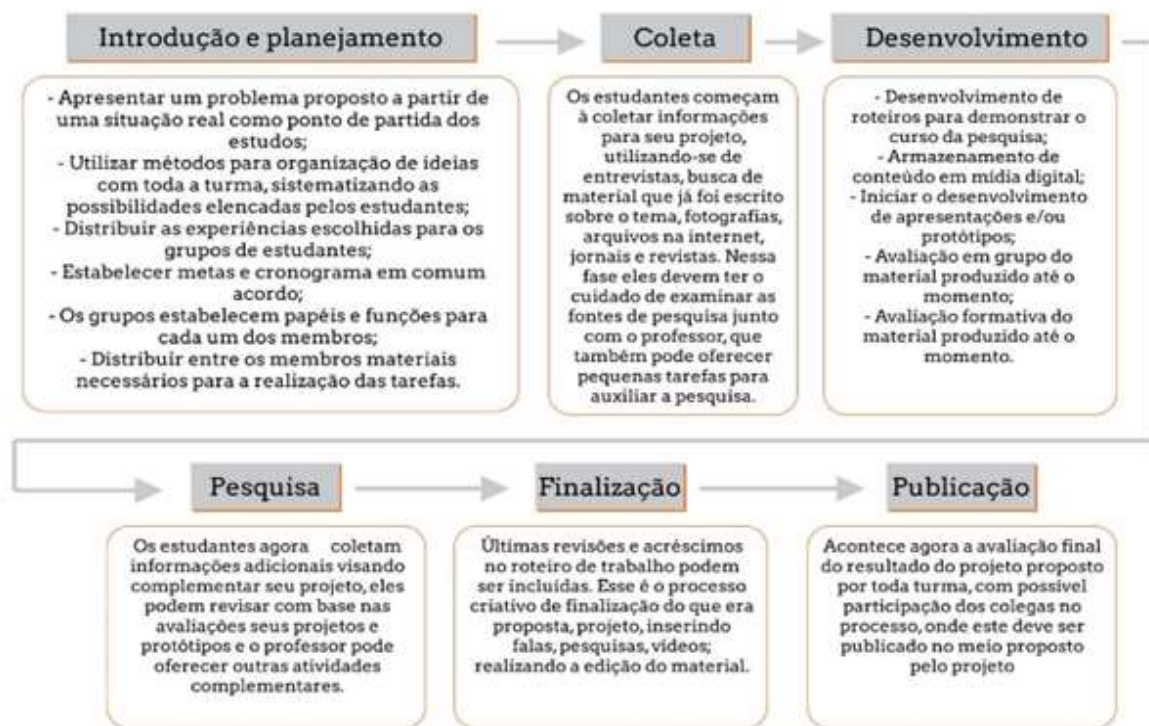 Introdução e planejamento
- Apresentar um problema proposto a partir de
uma situação real como ponto de partida dos
estudos;
- Utilizar métodos para organização de ideias
com toda a turma, sistematizando as
possibilidades elencadas pelos estudantes;
- Distribuir as experiências escolhidas para os
grupos de estudantes;
- Estabelecer metas e cronograma em comum
acordo;
- Os grupos estabelecem papéis e funções para
cada um dos membros;
- Distribuir entre os membros materiais
necessários para a realização das tarefas.
Coleta
Os estudantes começam
à coletar informações
para seu projeto,
utilizando-se de
entrevistas, busca de
material que já foi escrito
sobre o tema, fotografias,
arquivos na internet,
jornais e revistas. Nessa
fase eles devem ter o
cuidado de examinar as
fontes de pesquisa junto
com o professor, que
também pode oferecer
pequenas tarefas para
auxiliar a pesquisa.
Desenvolvimento
- Desenvolvimento de
roteiros para demonstrar o
curso da pesquisa;
- Armazenamento de
conteúdo em mídia digital;
- Iniciar o desenvolvimento
de apresentações e/ou
protótipos;
- Avaliação em grupo do
material produzido até o
momento;
- Avaliação formativa do
material produzido até o
momento.
Pesquisa
Os estudantes agora coletam
informações adicionais visando
complementar seu projeto, eles
podem revisar com base nas
avaliações seus projetos e
protótipos e o professor pode
oferecer outras atividades
complementares.
Finalização
Últimas revisões e acréscimos
no roteiro de trabalho podem
ser incluídas. Esse é o processo
criativo de finalização do que era
proposta, projeto, inserindo
falas, pesquisas, vídeos;
realizando a edição do material.
Publicação
Acontece agora a avaliação final
do resultado do projeto proposto
por toda turma, com possível
participação dos colegas no
processo, onde este deve ser
publicado no meio proposto
pelo projeto